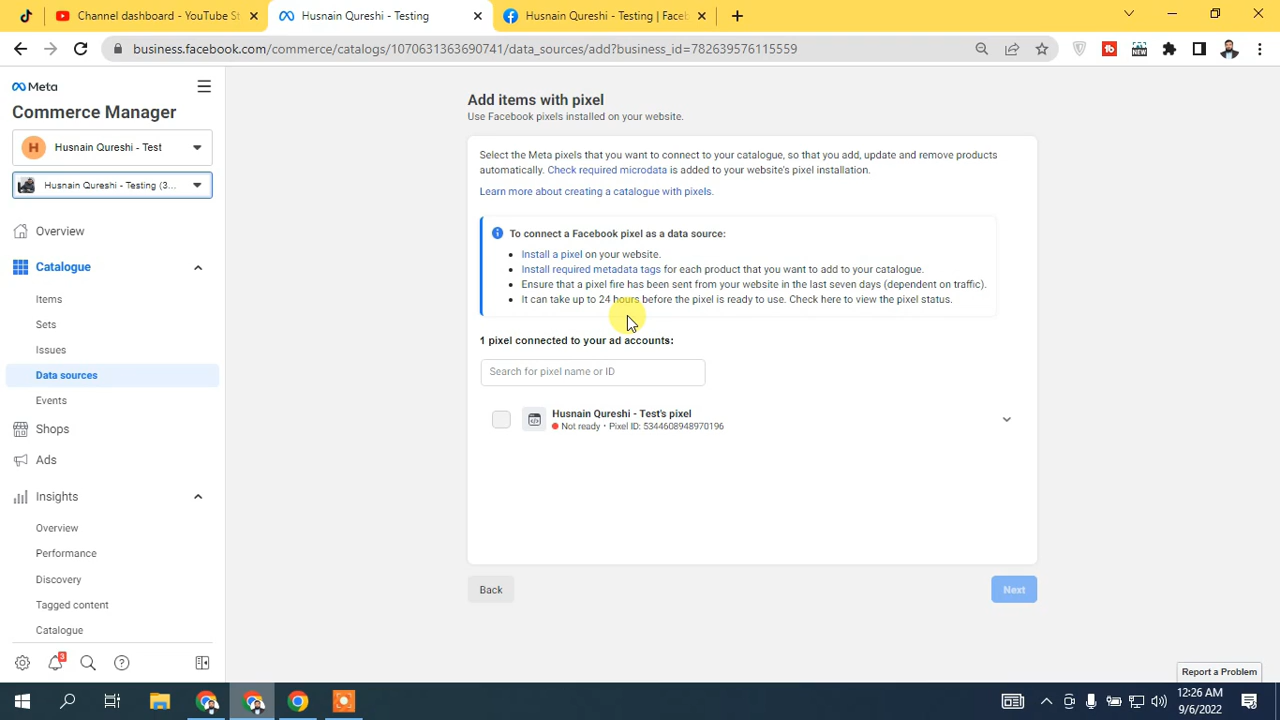 Channel dashboard - YouTube St
Husnain Qureshi - Testing
Husnain Qureshi - Testing | Faceb
business.facebook.com/commerce/catalogs/1070631363690741/data_sources/add?business_id=782639576115559
NEW
Meta
Commerce Manager
H
Husnain Qureshi - Test
Husnain Qureshi - Testing (3...
Overview
Catalogue
Items
Sets
Issues
Data sources
Events
Shops
Ads
Insights
Overview
Performance
Discovery
Tagged content
Catalogue
3
Add items with pixel
Use Facebook pixels installed on your website.
Select the Meta pixels that you want to connect to your catalogue, so that you add, update and remove products
automatically. Check required microdata is added to your website's pixel installation.
Learn more about creating a catalogue with pixels.
To connect a Facebook pixel as a data source:
Install a pixel on your website.
Install required metadata tags for each product that you want to add to your catalogue.
Ensure that a pixel fire has been sent from your website in the last seven days (dependent on traffic).
It can take up to 24 hours before the pixel is ready to use. Check here to view the pixel status.
1 pixel connected to your ad accounts:
Search for pixel name or ID
Husnain Qureshi - Test's pixel
Not ready • Pixel ID: 5344608948970196
Back
Next
Report a Problem
12:26 AM
9/6/2022